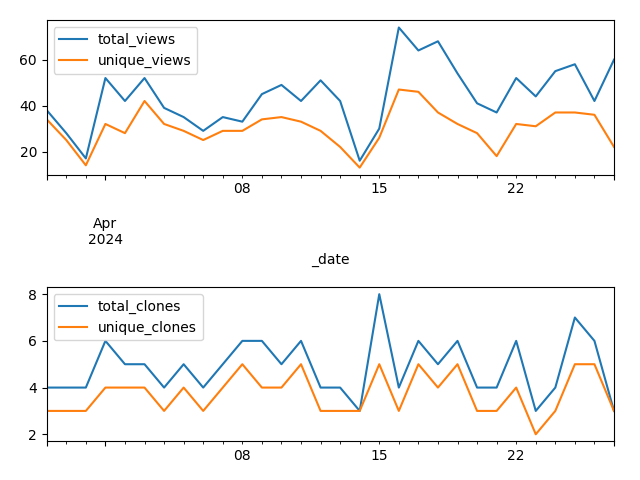 total_views
unique_views
60
40
20
08
15
22
Apr
2024
_date
total_clones
unique_clones
8
6
4
2
08
15
22